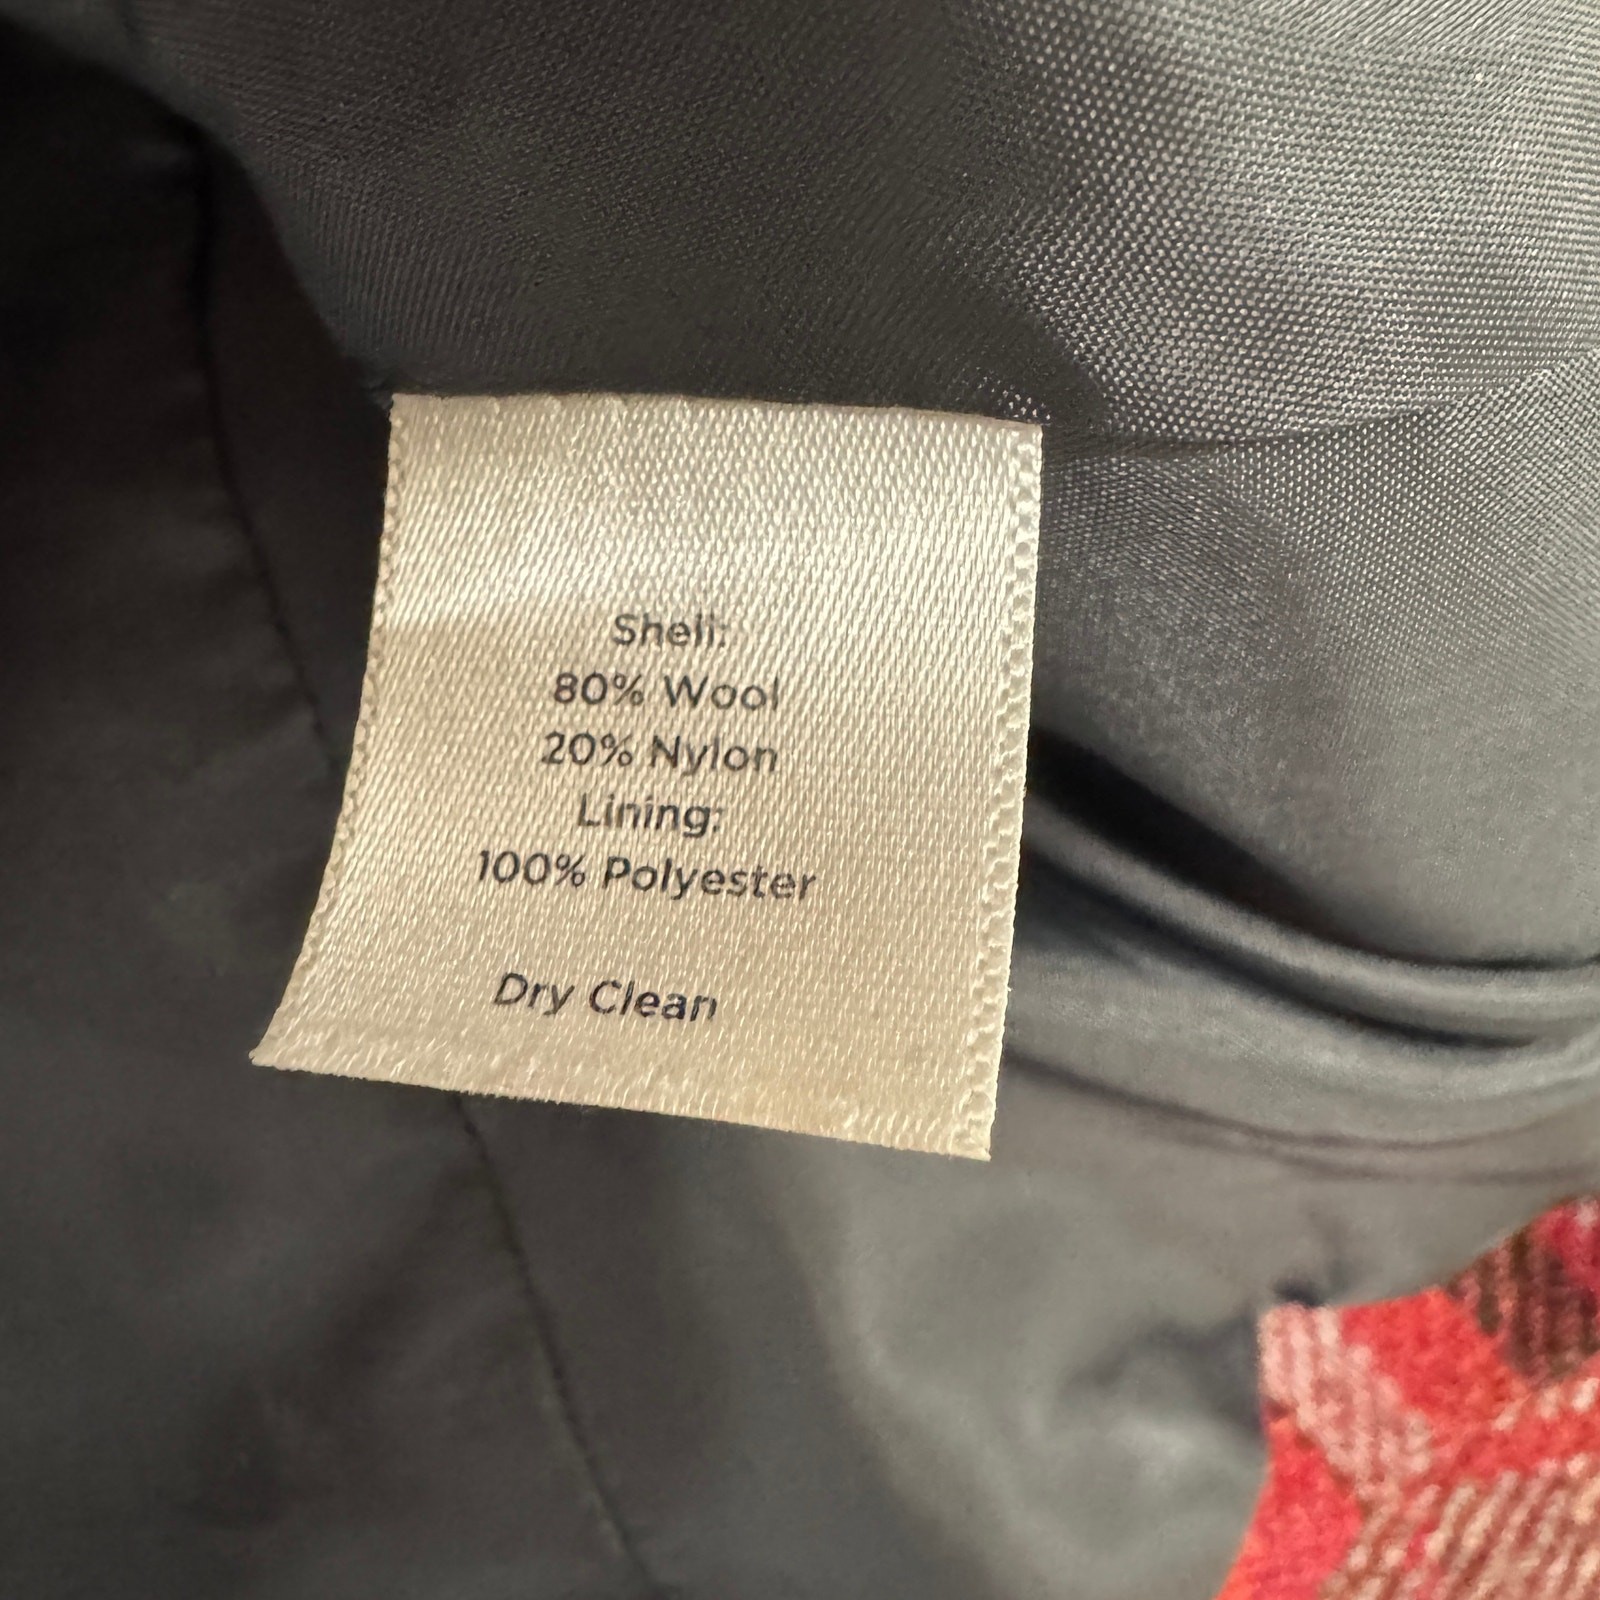 Shell:
80% Wool
20% Nylon
Lining:
100% Polyester
Dry Clean